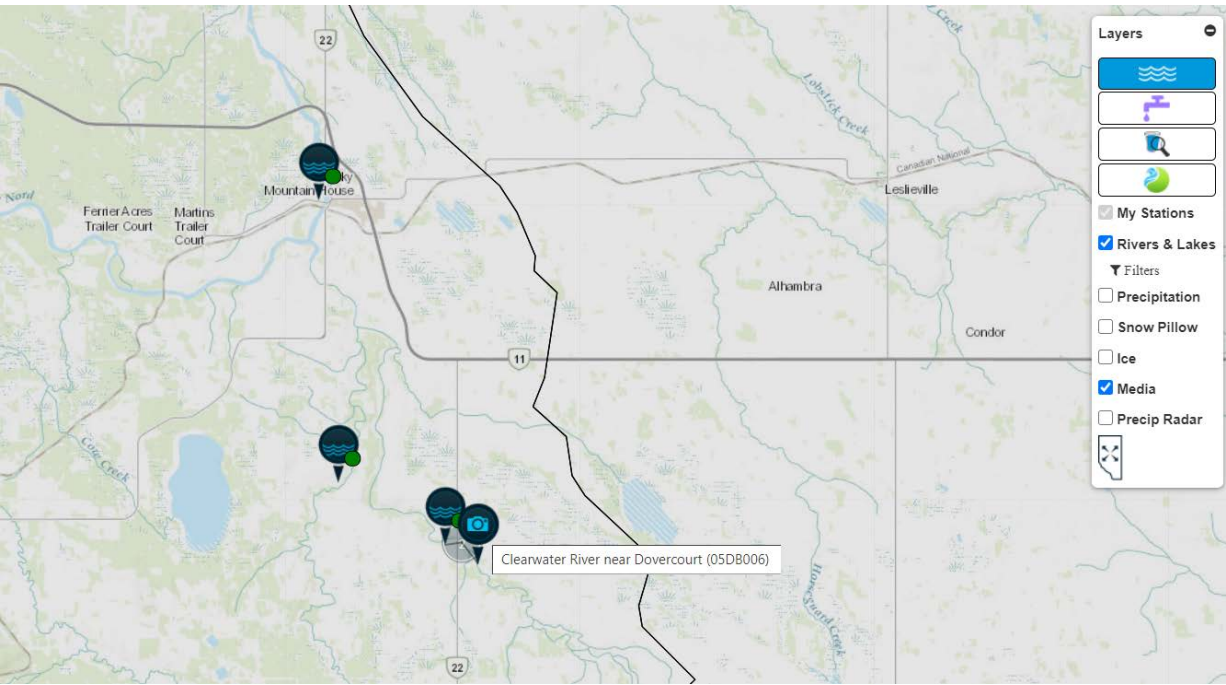 22
Lobstick Creek
Canadian National
Leslieville
ky
Mountain House
Nord
Ferrier Acres
Trailer Court
Martins
Trailer
Court
Alhambra
Condor
11
Cow Creek
Clearwater River near Dovercourt (05DB006)
Horseguard Creek
22
Layers
My Stations
Rivers & Lakes
Filters
Precipitation
Snow Pillow
Ice
Media
Precip Radar